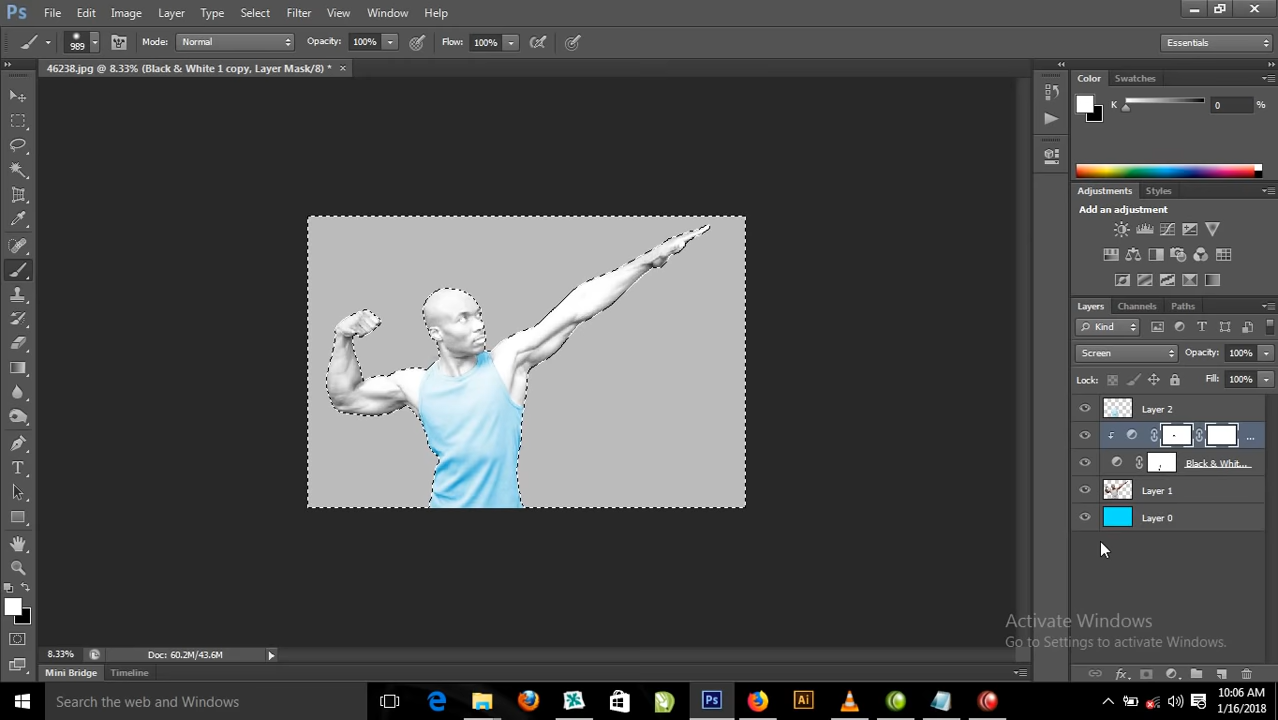 Ps File Edit Image Layer Type Select Filter View Window Help
989 Mode: Normal Opacity: 100% Flow: 100% Essentials
46238.jpg @ 8.33% (Black & White 1 copy, Layer Mask/8) * ×
Color Swatches
K 0 %
Adjustments Styles
Add an adjustment
Layers Channels Paths
Kind
Screen Opacity: 100%
Lock: Fill: 100%
Layer 2
...
Black & Whit...
Layer 1
Layer 0
Activate Windows
Go to Settings to activate Windows.
8.33% Doc: 60.2M/43.6M
Mini Bridge Timeline
fx
Search the web and Windows
e Ps Ai
10:06 AM
1/16/2018